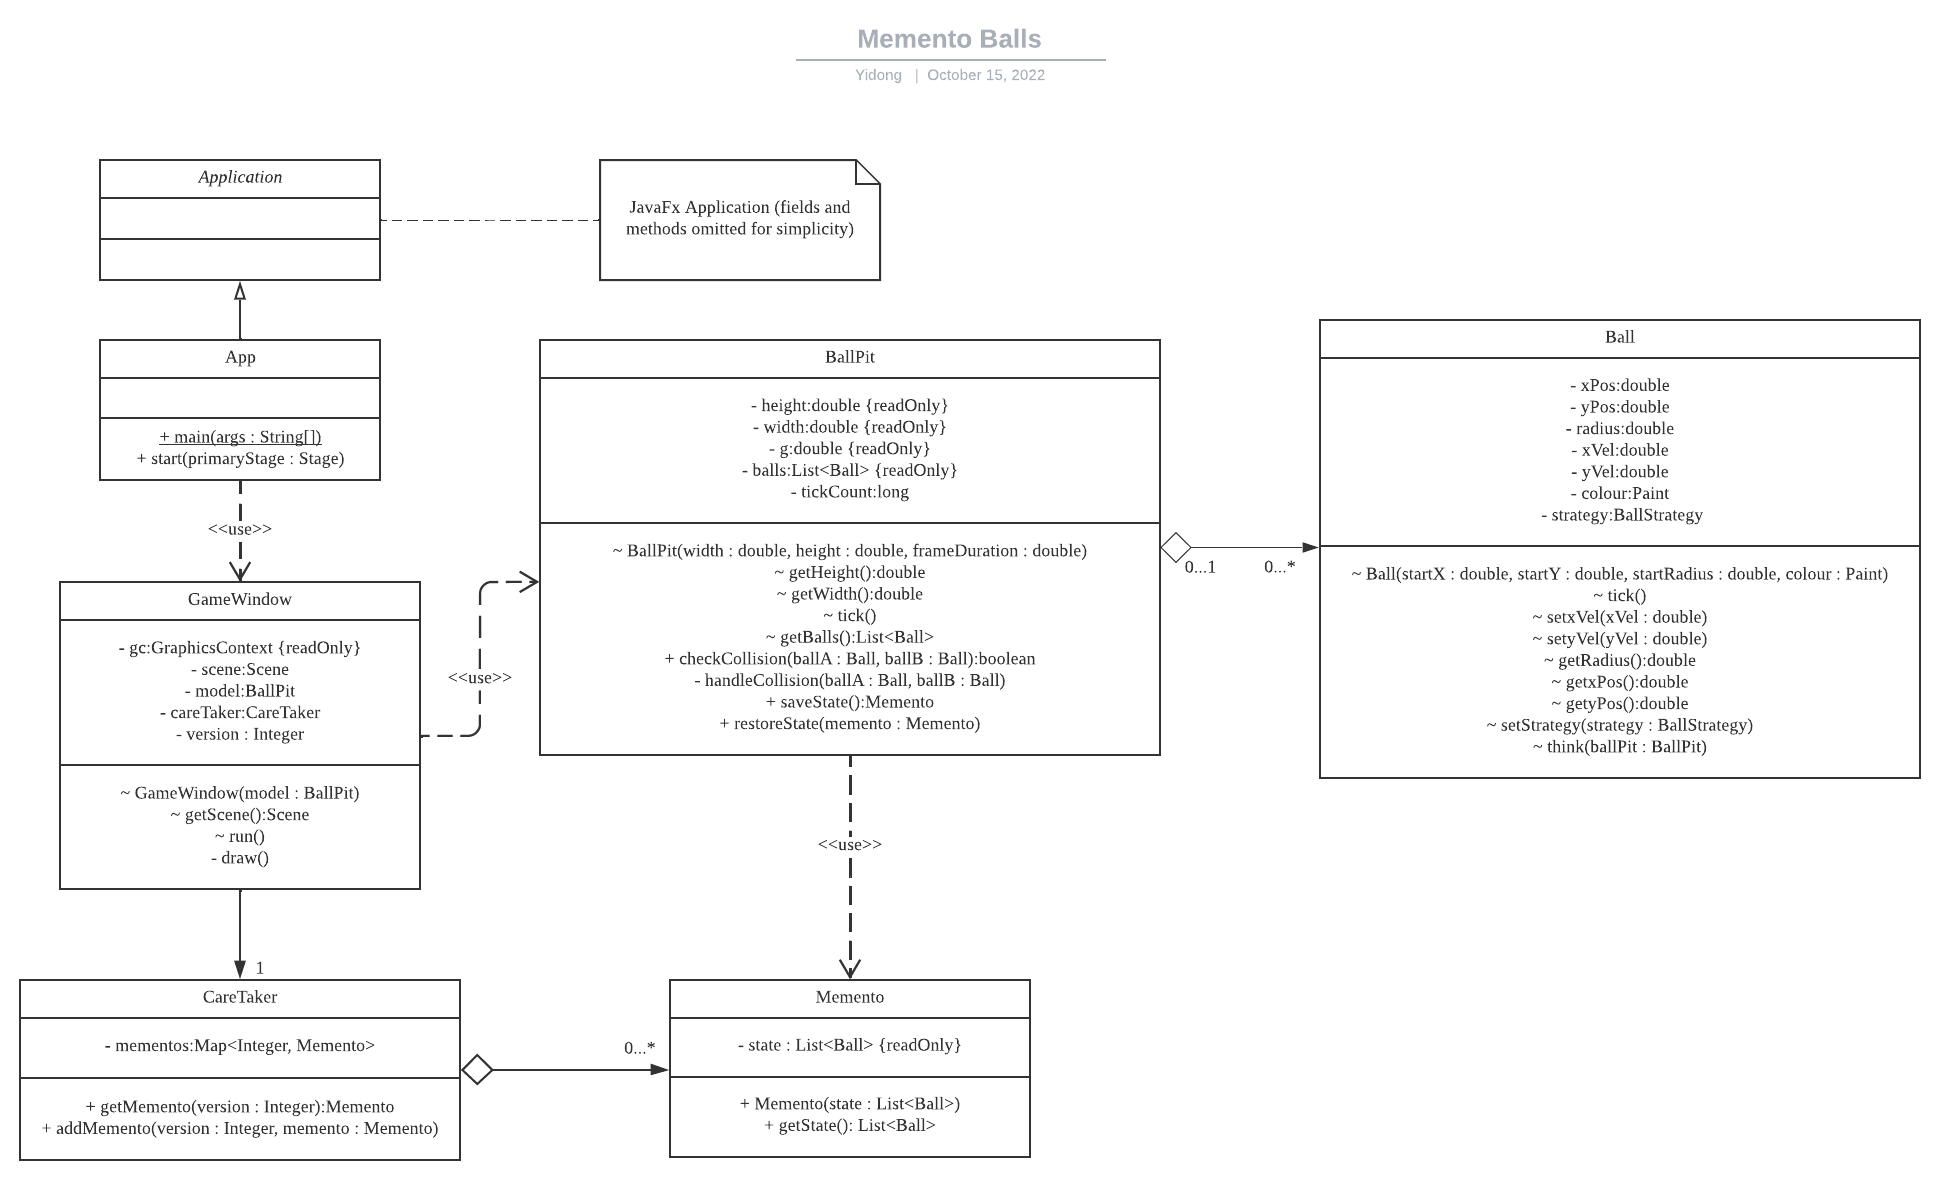 Memento Balls
Yidong | October 15, 2022
Application
JavaFx Application (fields and
methods omitted for simplicity)
App
+ main(args : String[])
+ start(primaryStage : Stage)
<<use>>
GameWindow
- gc:GraphicsContext {readOnly}
- scene:Scene
- model:BallPit
- careTaker:CareTaker
- version : Integer
~ GameWindow(model : BallPit)
~ getScene():Scene
~ run()
- draw()
<<use>>
BallPit
- height:double {readOnly}
- width:double {readOnly}
- g:double {readOnly}
- balls:List<Ball> {readOnly}
- tickCount:long
~ BallPit(width : double, height : double, frameDuration : double)
~ getHeight():double
~ getWidth():double
~ tick()
~ getBalls():List<Ball>
+ checkCollision(ballA : Ball, ballB : Ball):boolean
- handleCollision(ballA : Ball, ballB : Ball)
+ saveState():Memento
+ restoreState(memento : Memento)
0...1
0...*
Ball
- xPos:double
- yPos:double
- radius:double
- xVel:double
- yVel:double
- colour:Paint
- strategy:BallStrategy
~ Ball(startX : double, startY : double, startRadius : double, colour : Paint)
~ tick()
~ setxVel(xVel : double)
~ setyVel(yVel : double)
~ getRadius():double
~ getxPos():double
~ getyPos():double
~ setStrategy(strategy : BallStrategy)
~ think(ballPit : BallPit)
<<use>>
1
CareTaker
- mementos:Map<Integer, Memento>
+ getMemento(version : Integer):Memento
+ addMemento(version : Integer, memento : Memento)
0...*
Memento
- state : List<Ball> {readOnly}
+ Memento(state : List<Ball>)
+ getState(): List<Ball>